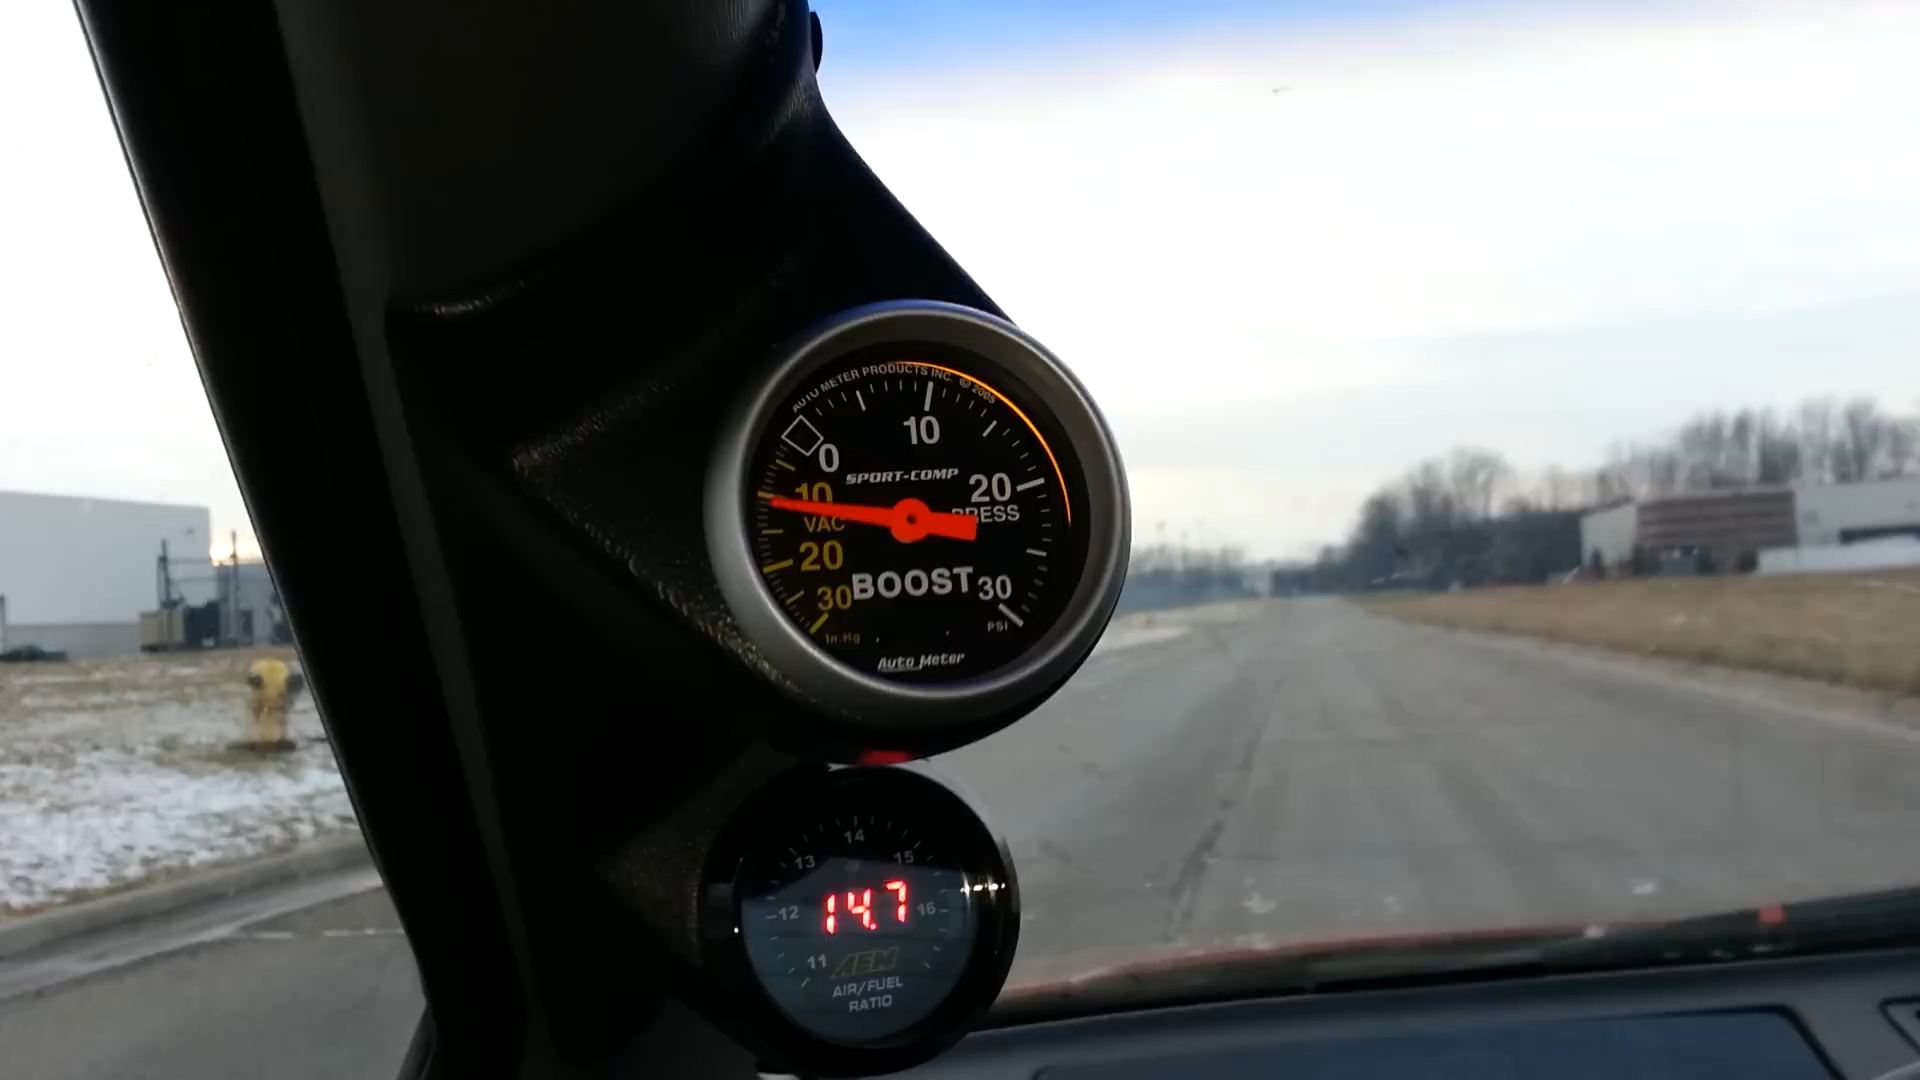 AUTO METER PRODUCTS INC. © 2005
10
0
SPORT-COMP
10
20
VAC
PRESS
20
BOOST
30
30
In.Hg
PSI
Auto Meter
14
13
15
14.7
12
16
11
AEM
AIR/FUEL
RATIO